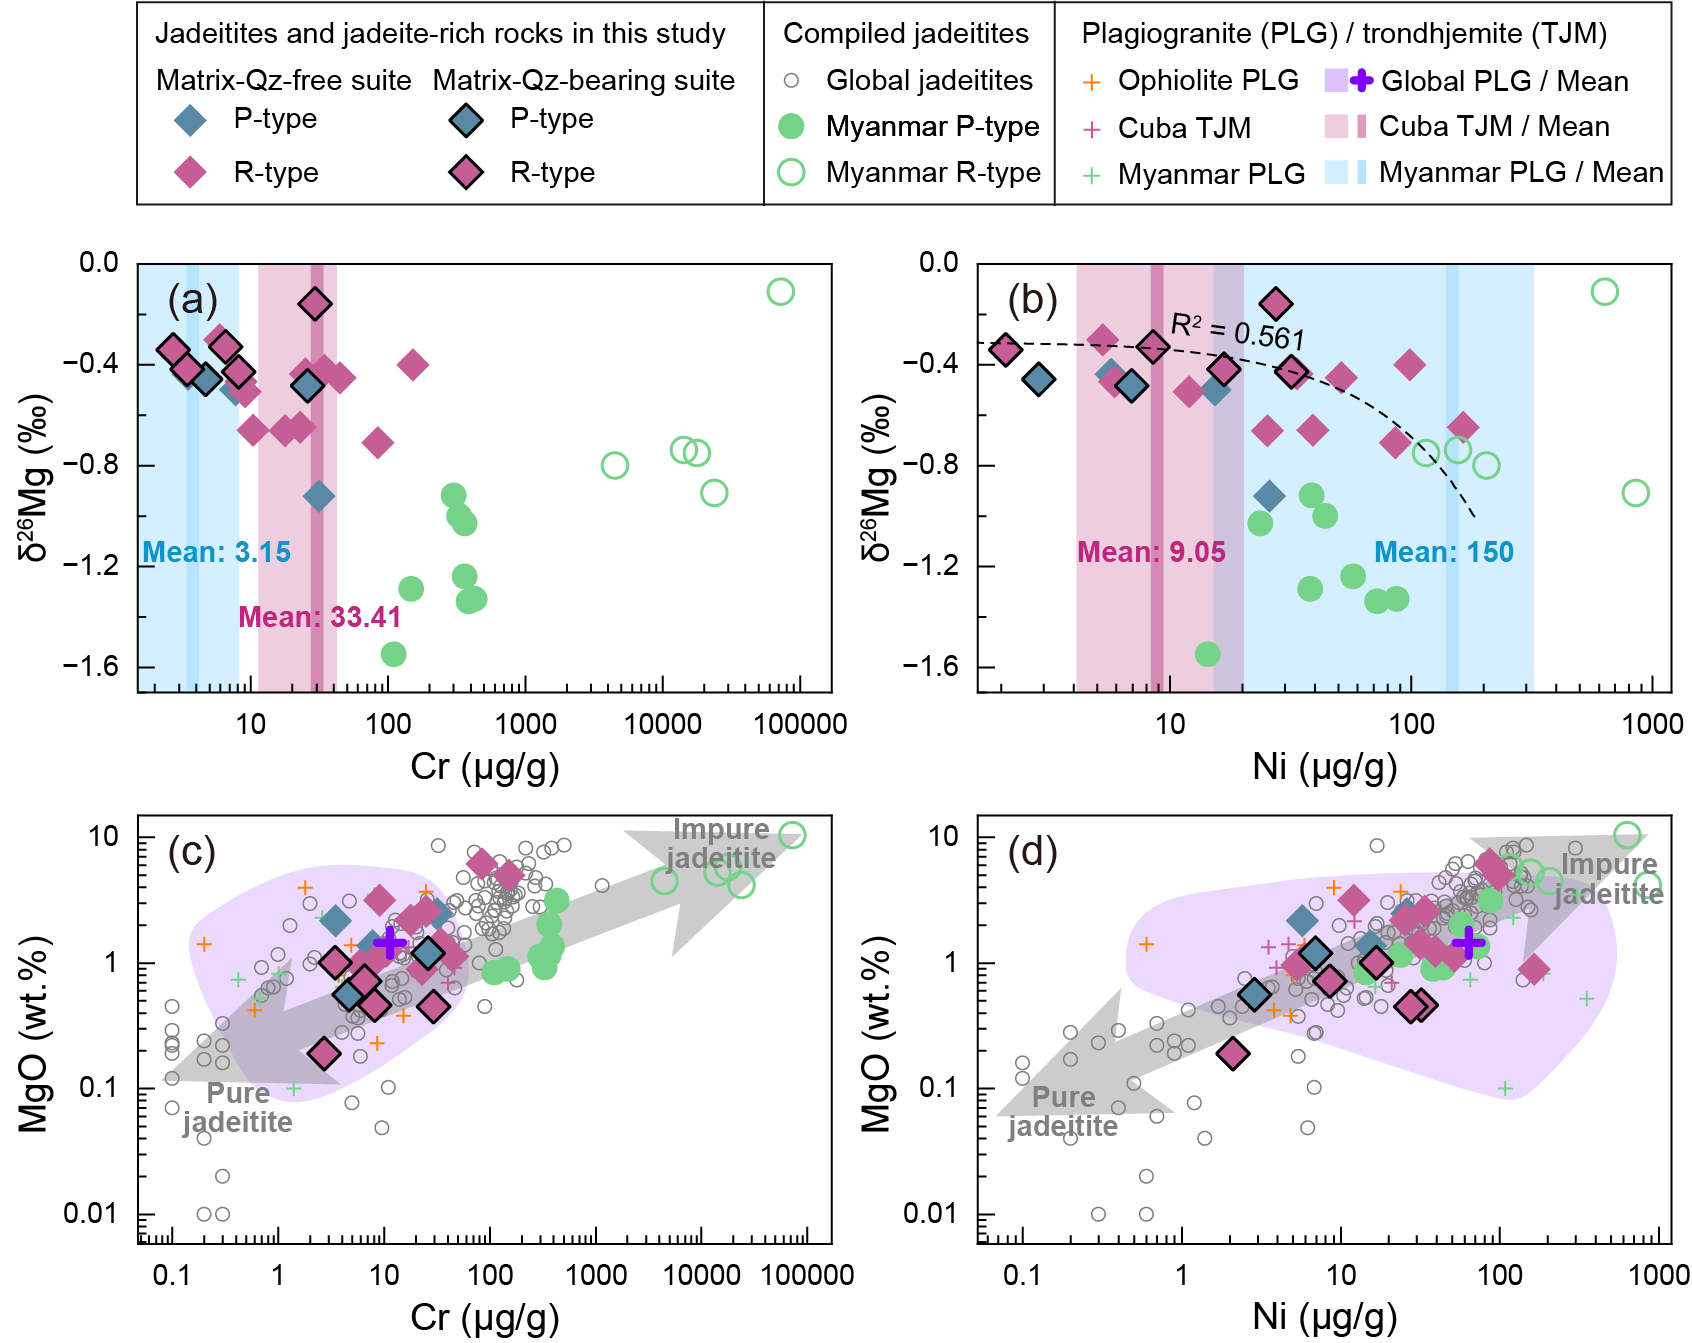 Jadeitites and jadeite-rich rocks in this study
Matrix-Qz-free suite Matrix-Qz-bearing suite
P-type P-type
R-type R-type
Compiled jadeitites
Global jadeitites
Myanmar P-type
Myanmar R-type
Plagiogranite (PLG) / trondhjemite (TJM)
Ophiolite PLG Global PLG / Mean
Cuba TJM Cuba TJM / Mean
Myanmar PLG Myanmar PLG / Mean
(a)
0.0
−0.4
−0.8
−1.2
−1.6
δ²⁶Mg (‰)
Mean: 3.15
Mean: 33.41
10 100 1000 10000 100000
Cr (µg/g)
(b)
0.0
−0.4
−0.8
−1.2
−1.6
δ²⁶Mg (‰)
R² = 0.561
Mean: 9.05
Mean: 150
10 100 1000
Ni (µg/g)
(c)
10
1
0.1
0.01
MgO (wt.%)
Impure
jadeitite
Pure
jadeitite
0.1 1 10 100 1000 10000 100000
Cr (µg/g)
(d)
10
1
0.1
0.01
MgO (wt.%)
Impure
jadeitite
Pure
jadeitite
0.1 1 10 100 1000
Ni (µg/g)